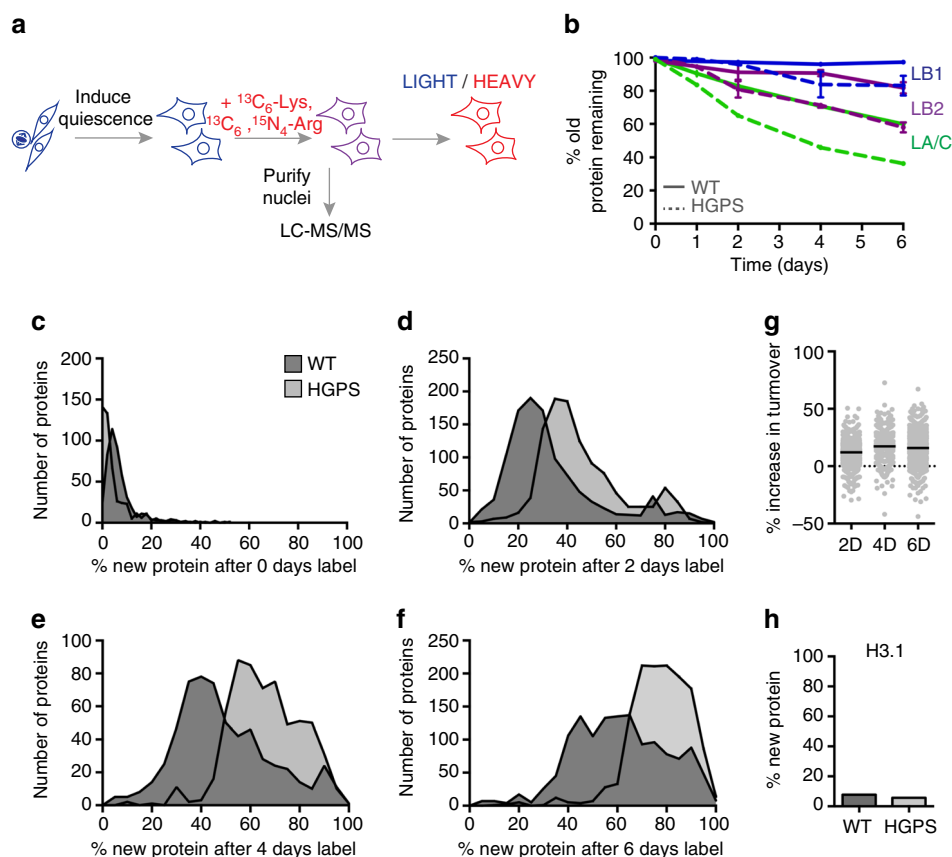 a
Induce
quiescence
+ ¹³C₆-Lys,
¹³C₆ ,¹⁵N₄-Arg
LIGHT / HEAVY
Purify
nuclei
LC-MS/MS
b
% old
protein remaining
100
80
60
40
20
0
0 1 2 3 4 5 6
Time (days)
LB1
LB2
LA/C
WT
HGPS
c
Number of proteins
200
150
100
50
0
0 20 40 60 80 100
% new protein after 0 days label
WT
HGPS
d
Number of proteins
250
200
150
100
50
0
0 20 40 60 80 100
% new protein after 2 days label
g
% increase in turnover
100
50
0
–50
2D 4D 6D
e
Number of proteins
100
80
60
40
20
0
0 20 40 60 80 100
% new protein after 4 days label
f
Number of proteins
250
200
150
100
50
0
0 20 40 60 80 100
% new protein after 6 days label
h
H3.1
% new protein
100
80
60
40
20
0
WT HGPS